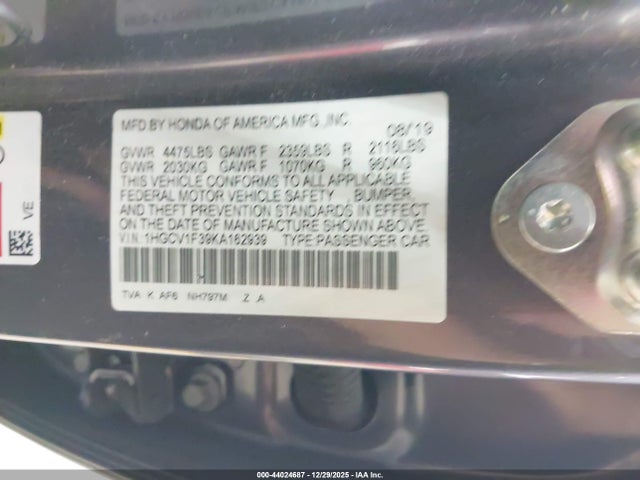 MFD BY HONDA OF AMERICA MFG.,INC 08/19
GVWR 4475LBS GAWR F 2359LBS R 2118LBS
GVWR 2030KG GAWR F 1070KG R 960KG
THIS VEHICLE CONFORMS TO ALL APPLICABLE
FEDERAL MOTOR VEHICLE SAFETY BUMPER
AND THEFT PREVENTION STANDARDS IN EFFECT
ON THE DATE OF MANUFACTURE SHOWN ABOVE.
V.I.N.:1HGCV1F39KA162939 TYPE:PASSENGER CAR
TVA K AF6 NH797M Z .A
VE
000-44024687 - 12/29/2025 - IAA Inc.